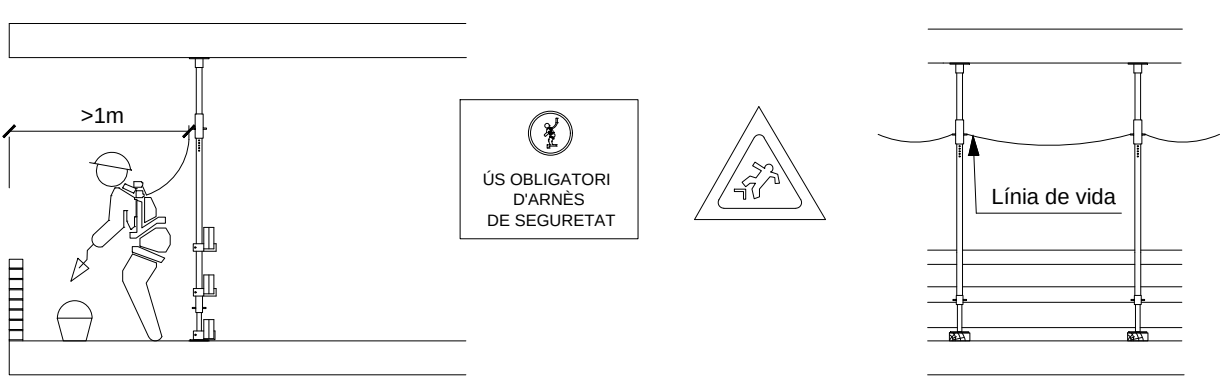 >1m
ÚS OBLIGATORI
D'ARNÈS
DE SEGURETAT
Línia de vida